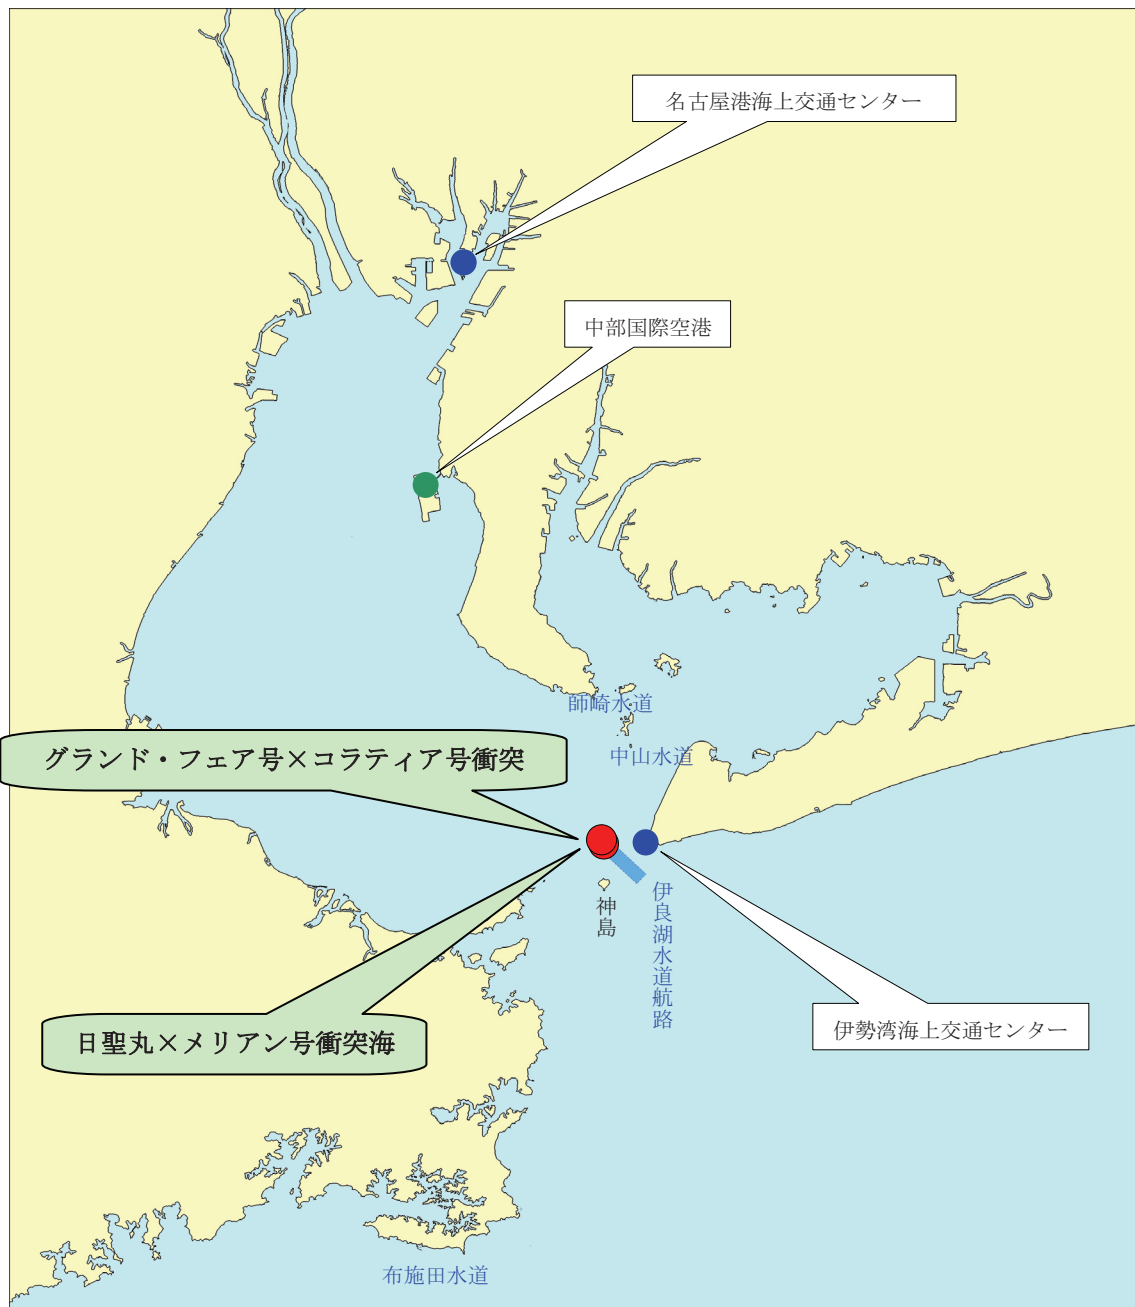 名古屋港海上交通センター
中部国際空港
師崎水道
中山水道
グランド・フェア号×コラティア号衝突
伊良湖水道航路
神島
伊勢湾海上交通センター
日聖丸×メリアン号衝突海
布施田水道